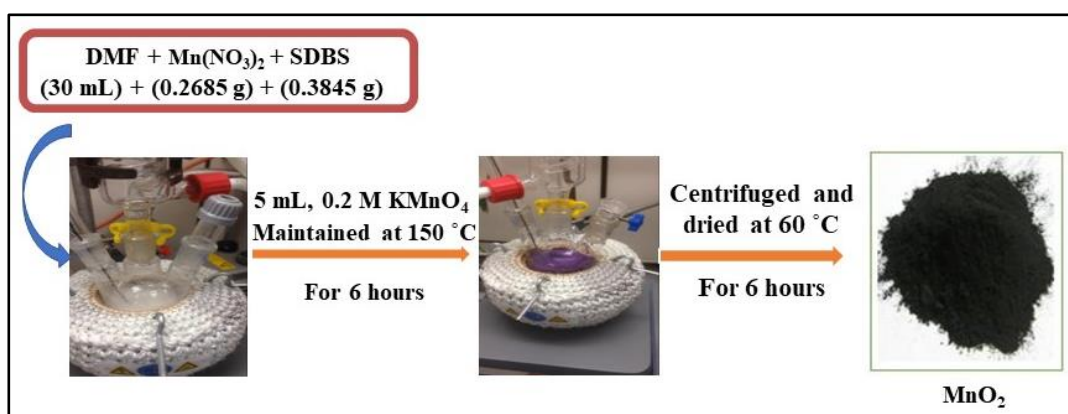 DMF + Mn(NO₃)₂ + SDBS
(30 mL) + (0.2685 g) + (0.3845 g)
5 mL, 0.2 M KMnO₄
Maintained at 150 ˚C
For 6 hours
Centrifuged and
dried at 60 ˚C
For 6 hours
MnO₂